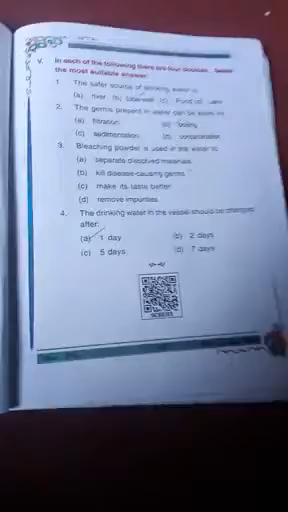 V. In each of the following there are four choices. Select
the most suitable answer.
1. The safer source of drinking water is
(a) river (b) tubewell (c) Pond (d) Lake
2. The germs present in water can be killed by
(a) filtration (b) boiling
(c) sedimentation (d) contamination
3. Bleaching powder is used in the water to
(a) separate dissolved materials
(b) kill disease-causing germs
(c) make its taste better
(d) remove impurities
4. The drinking water in the vessel should be changed
after:
(a) 1 day (b) 2 days
(c) 5 days (d) 7 days